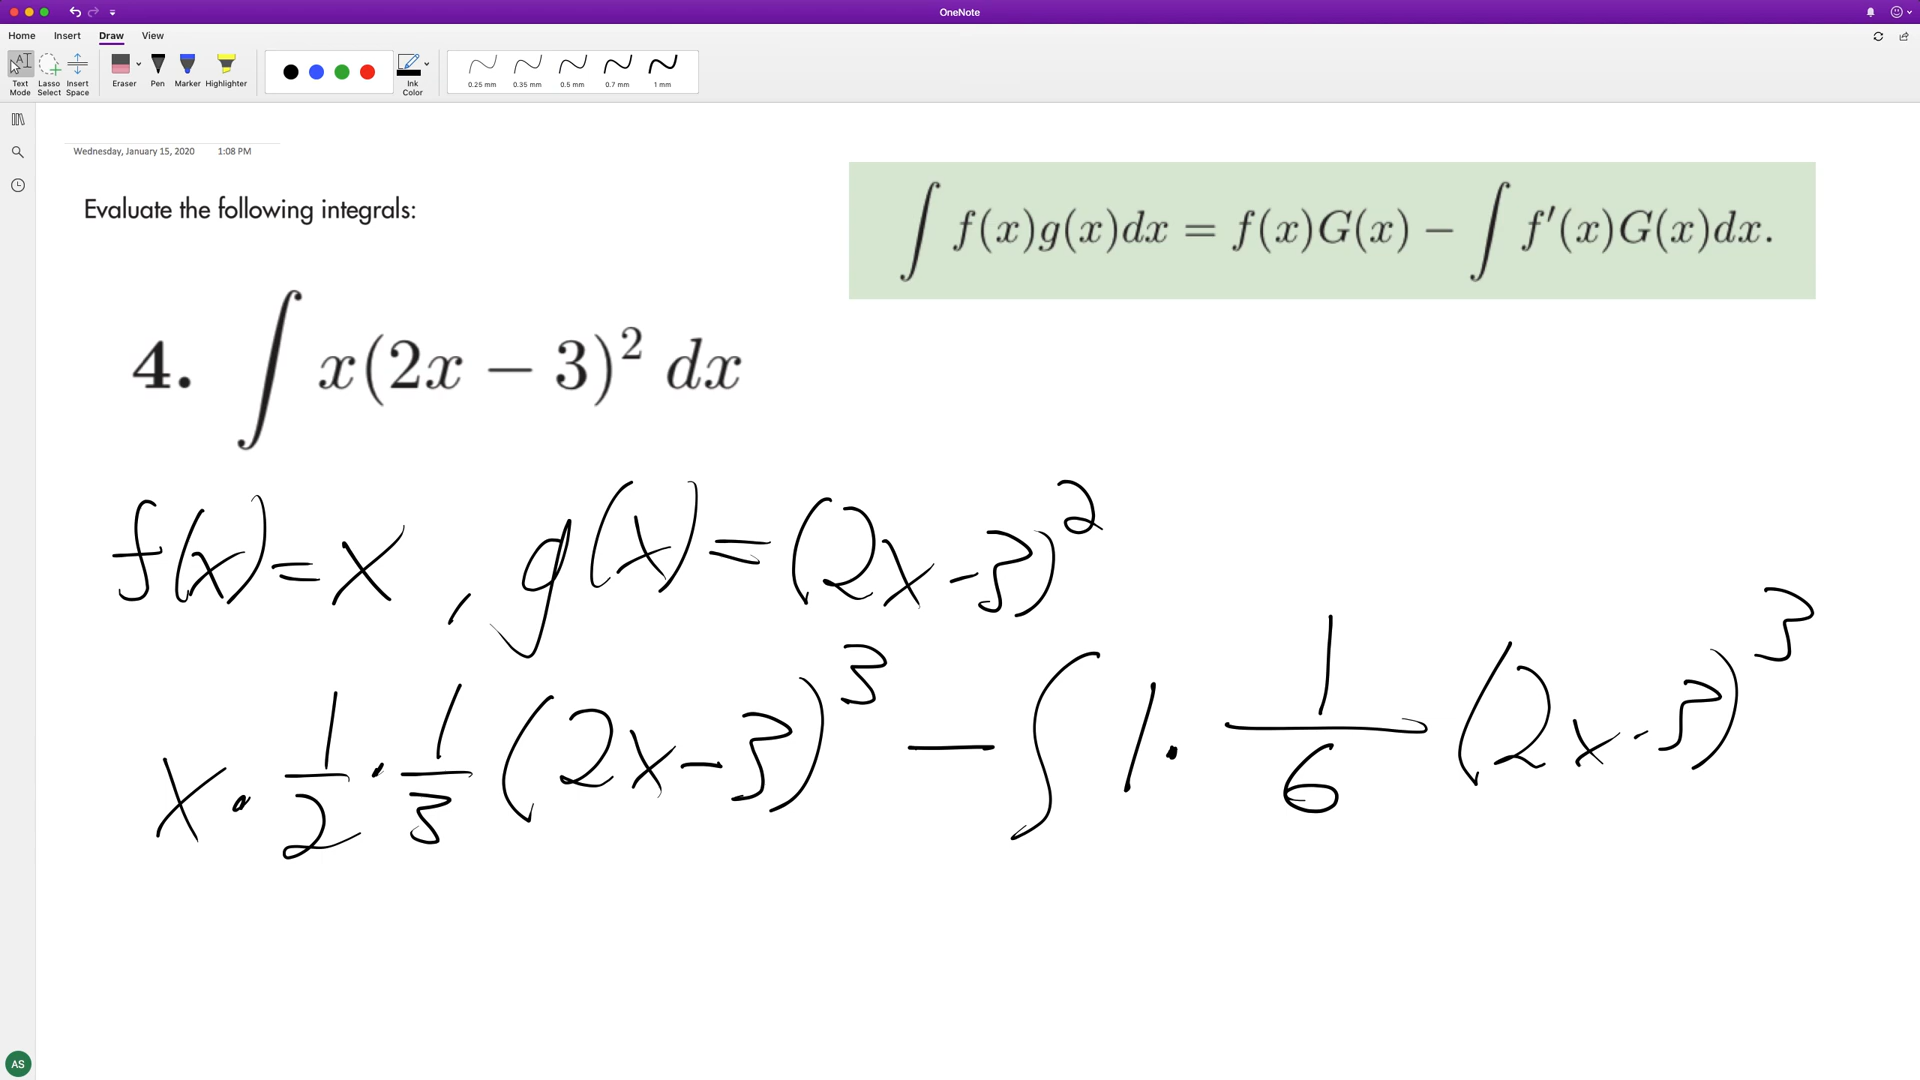 OneNote
Home Insert Draw View
Text Mode Lasso Select Insert Space Eraser Pen Marker Highlighter Ink Color 0.25 mm 0.35 mm 0.5 mm 0.7 mm 1 mm
Wednesday, January 15, 2020 1:08 PM
Evaluate the following integrals:
∫ f(x)g(x)dx = f(x)G(x) − ∫ f′(x)G(x)dx.
4. ∫ x(2x − 3)² dx
f(x) = x , g(x) = (2x-3)²
x · 1/2 · 1/3 (2x-3)³ − ∫ 1 · 1/6 (2x-3)³
AS